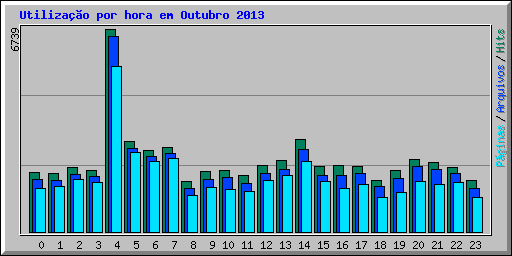 Utilização por hora em Outubro 2013
6739
Páginas / Arquivos / Hits
0 1 2 3 4 5 6 7 8 9 10 11 12 13 14 15 16 17 18 19 20 21 22 23